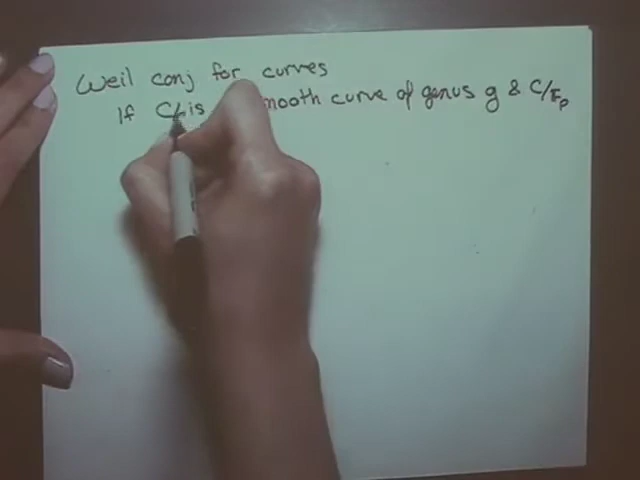 Weil conj for curves
If C/ is smooth curve of genus g & C/𝔽p